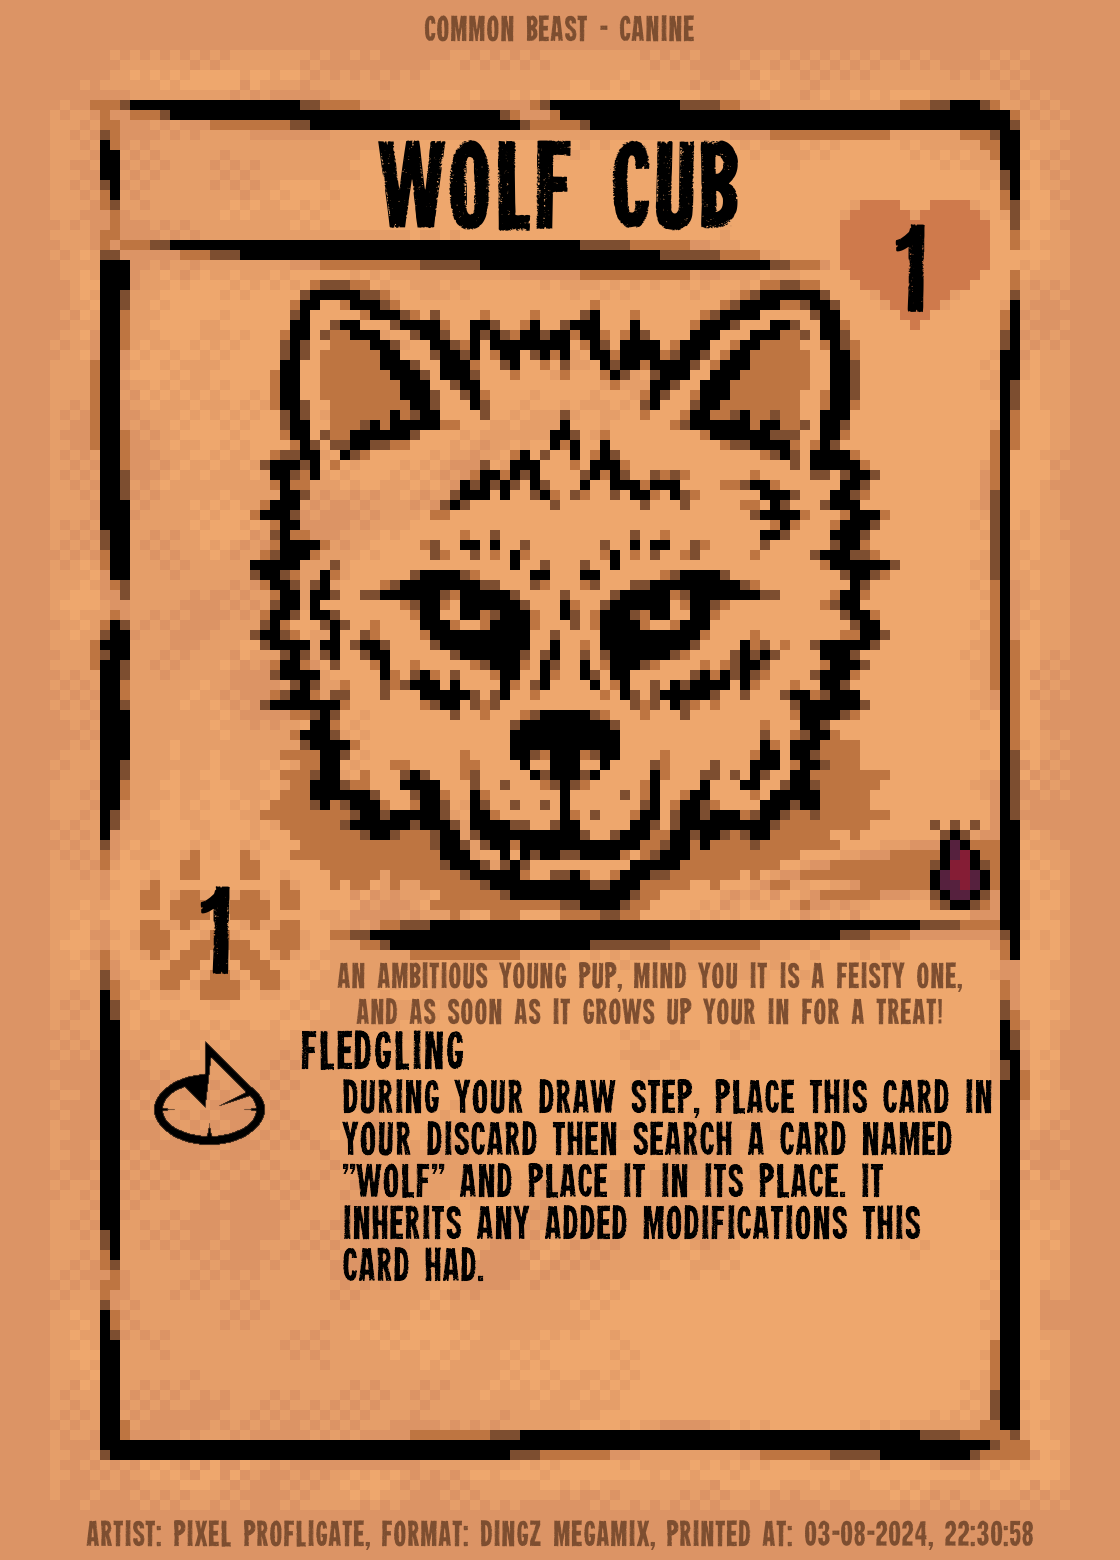 COMMON BEAST - CANINE
WOLF CUB
1
1
AN AMBITIOUS YOUNG PUP, MIND YOU IT IS A FEISTY ONE,
AND AS SOON AS IT GROWS UP YOUR IN FOR A TREAT!
FLEDGLING
DURING YOUR DRAW STEP, PLACE THIS CARD IN
YOUR DISCARD THEN SEARCH A CARD NAMED
"WOLF" AND PLACE IT IN ITS PLACE. IT
INHERITS ANY ADDED MODIFICATIONS THIS
CARD HAD.
ARTIST: PIXEL PROFLIGATE, FORMAT: DINGZ MEGAMIX, PRINTED AT: 03-08-2024, 22:30:58